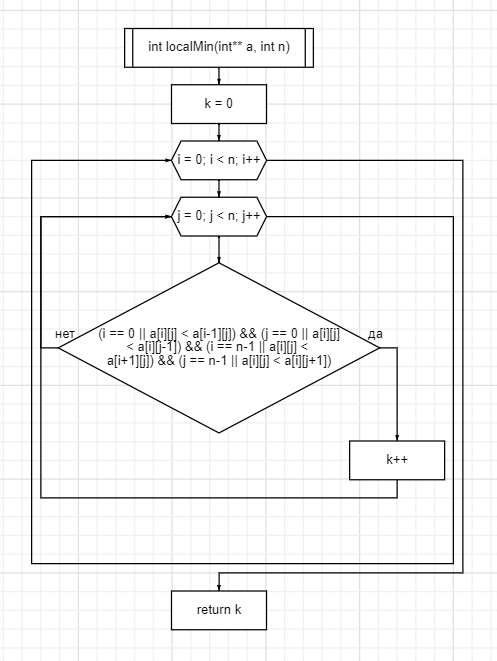 int localMin(int** a, int n)
k = 0
i = 0; i < n; i++
j = 0; j < n; j++
нет
(i == 0 || a[i][j] < a[i-1][j]) && (j == 0 || a[i][j]
< a[i][j-1]) && (i == n-1 || a[i][j] <
a[i+1][j]) && (j == n-1 || a[i][j] < a[i][j+1])
да
k++
return k